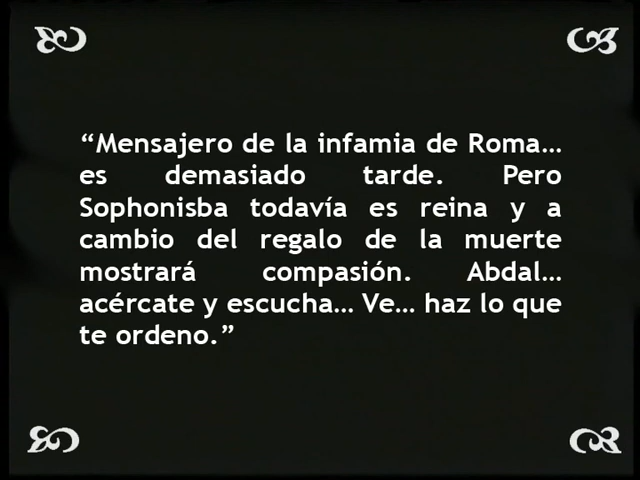 “Mensajero de la infamia de Roma…
es demasiado tarde. Pero
Sophonisba todavía es reina y a
cambio del regalo de la muerte
mostrará compasión. Abdal…
acércate y escucha… Ve… haz lo que
te ordeno.”